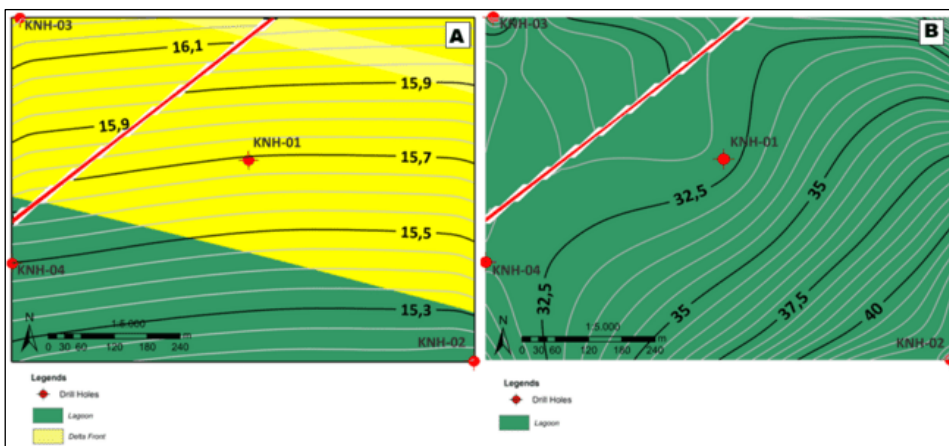 KNH-03
A
16,1
15,9
15,9
KNH-01
15,7
15,5
KNH-04
15,3
N
1:5.000
0 30 60 120 180 240 m
KNH-02
Legends
Drill Holes
Lagoon
Delta Front
KNH-03
B
KNH-01
32,5
35
KNH-04
32,5
35
37,5
40
N
1:5.000
0 30 60 120 180 240 m
KNH-02
Legends
Drill Holes
Lagoon